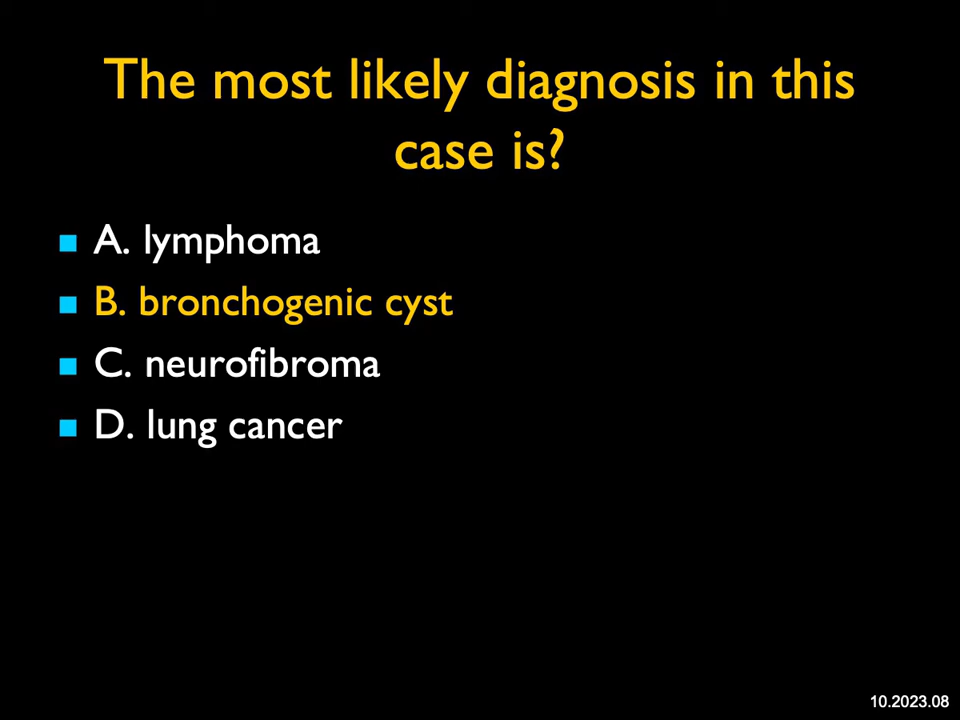 The most likely diagnosis in this
case is?
A. lymphoma
B. bronchogenic cyst
C. neurofibroma
D. lung cancer
10.2023.08